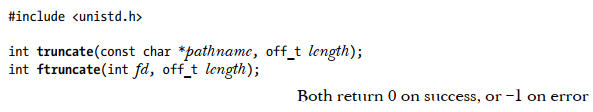 #include <unistd.h>
int truncate(const char *pathname, off_t length);
int ftruncate(int fd, off_t length);
Both return 0 on success, or –1 on error